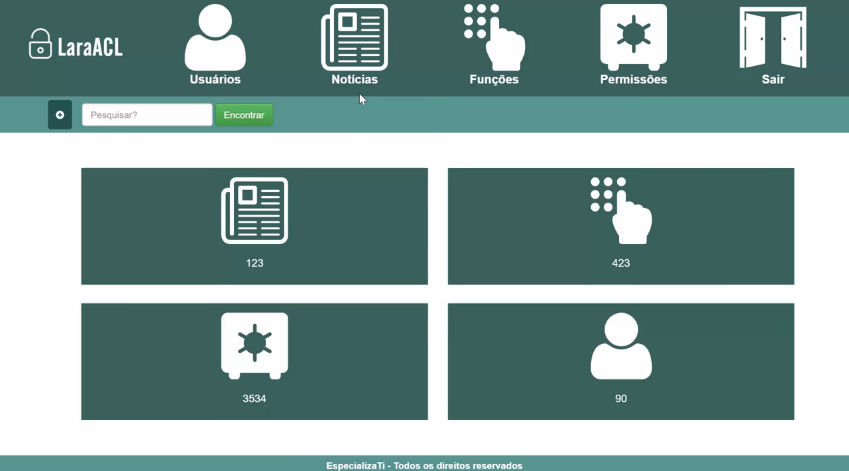 LaraACL
Usuários
Notícias
Funções
Permissões
Sair
Pesquisar?
Encontrar
123
423
3534
90
EspecializaTi - Todos os direitos reservados